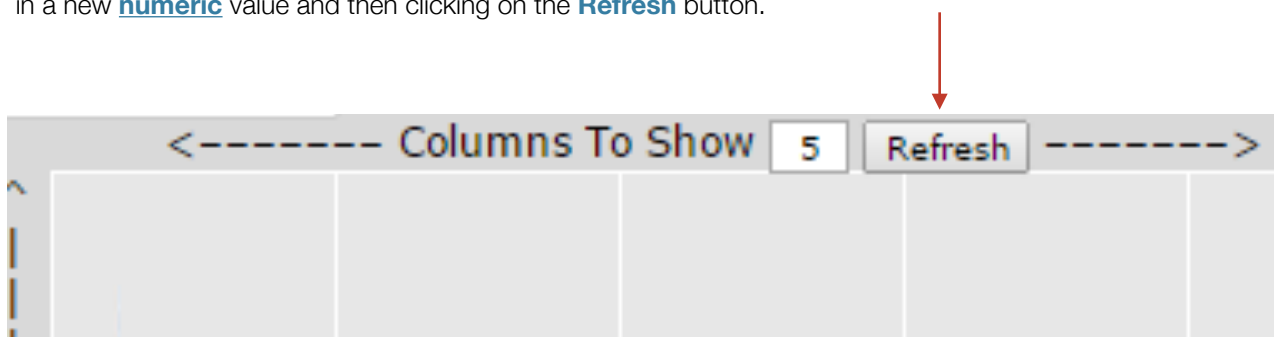 in a new numeric value and then clicking on the Refresh button.
<------- Columns To Show 5 Refresh ------->
^
|
|
|